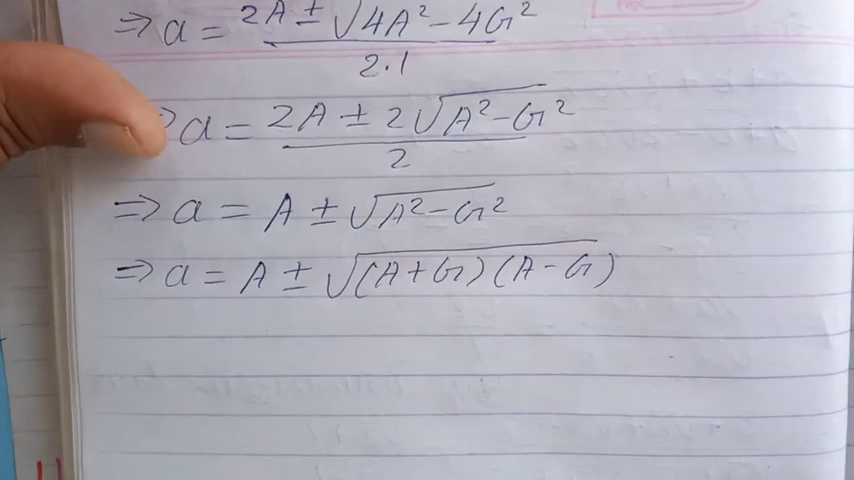 ⇒ a = 2A ± √4A² - 4G² / 2·1
⇒ a = 2A ± 2√A² - G² / 2
⇒ a = A ± √A² - G²
⇒ a = A ± √(A + G) (A - G)